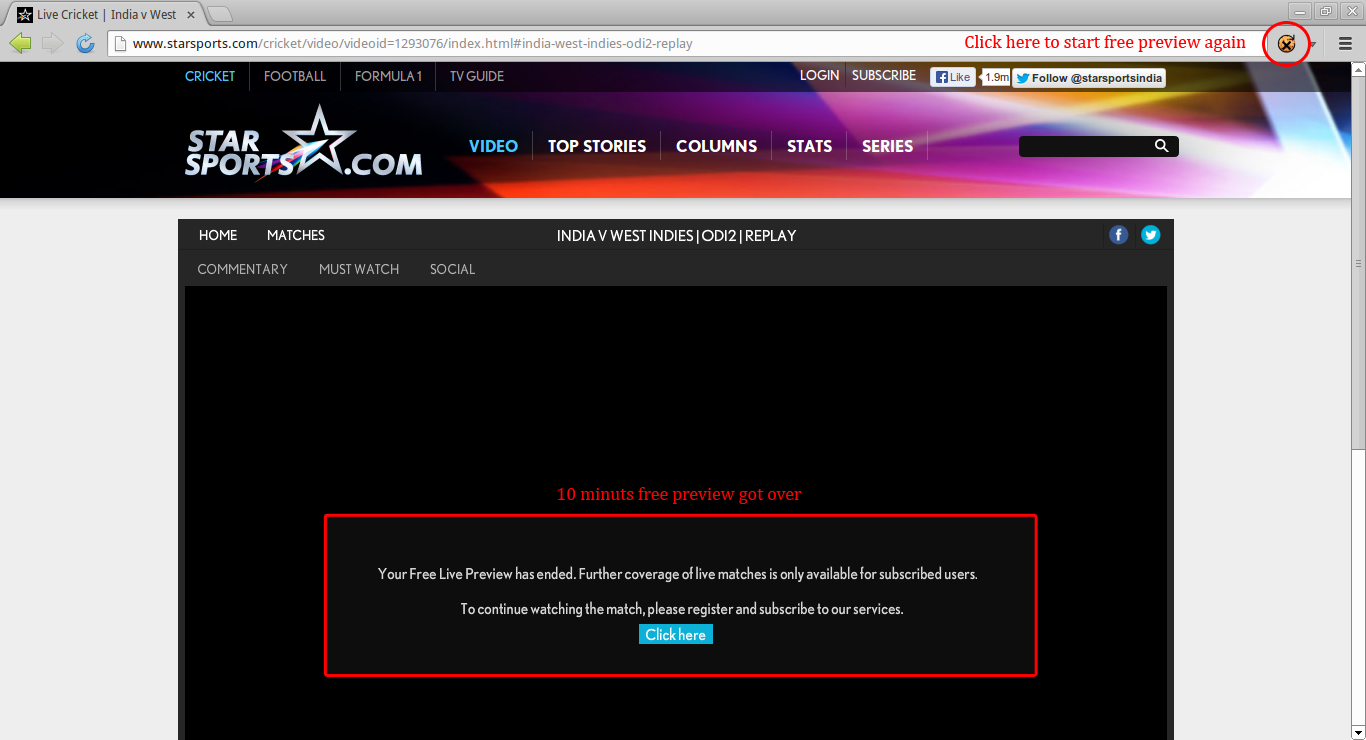 Live Cricket | India v West
www.starsports.com/cricket/video/videoid=1293076/index.html#india-west-indies-odi2-replay
Click here to start free preview again
CRICKET FOOTBALL FORMULA 1 TV GUIDE LOGIN SUBSCRIBE Like 1.9m Follow @starsportsindia
STAR SPORTS.COM
VIDEO TOP STORIES COLUMNS STATS SERIES
HOME MATCHES INDIA V WEST INDIES | ODI2 | REPLAY
COMMENTARY MUST WATCH SOCIAL
10 minuts free preview got over
Your Free Live Preview has ended. Further coverage of live matches is only available for subscribed users.
To continue watching the match, please register and subscribe to our services.
Click here